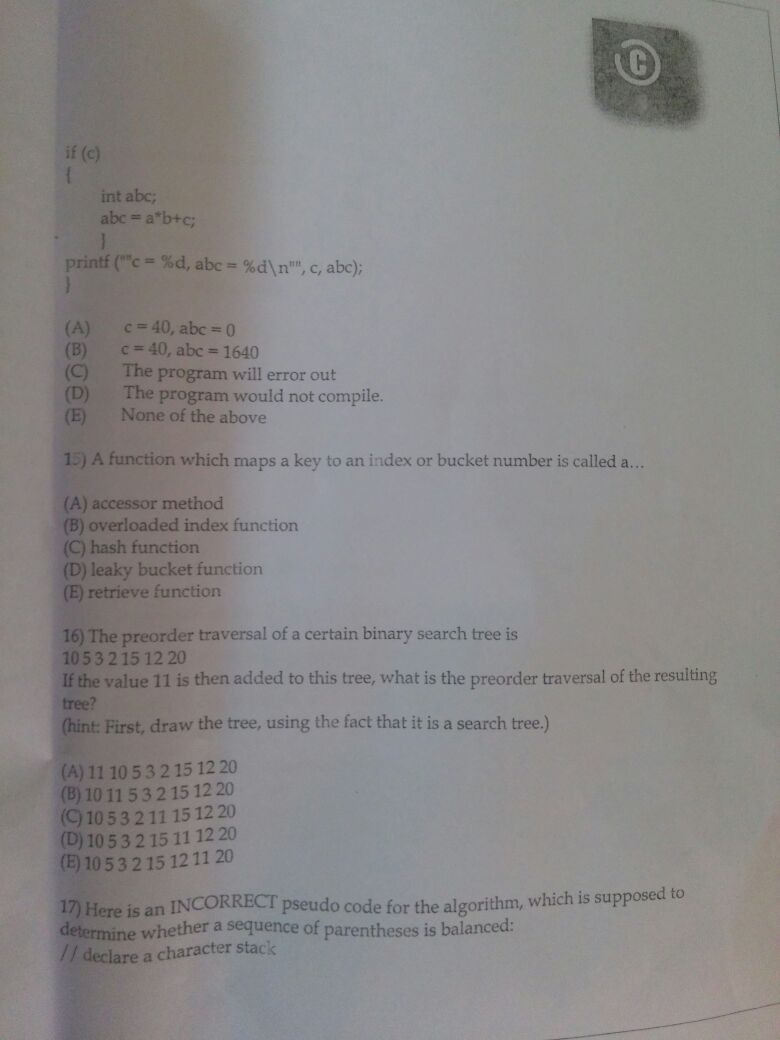 C
if (c)
{
int abc;
abc = a*b+c;
}
printf (""c = %d, abc = %d\n"", c, abc);
}
(A) c = 40, abc = 0
(B) c = 40, abc = 1640
(C) The program will error out
(D) The program would not compile.
(E) None of the above
15) A function which maps a key to an index or bucket number is called a...
(A) accessor method
(B) overloaded index function
(C) hash function
(D) leaky bucket function
(E) retrieve function
16) The preorder traversal of a certain binary search tree is
10 5 3 2 15 12 20
If the value 11 is then added to this tree, what is the preorder traversal of the resulting
tree?
(hint: First, draw the tree, using the fact that it is a search tree.)
(A) 11 10 5 3 2 15 12 20
(B) 10 11 5 3 2 15 12 20
(C) 10 5 3 2 11 15 12 20
(D) 10 5 3 2 15 11 12 20
(E) 10 5 3 2 15 12 11 20
17) Here is an INCORRECT pseudo code for the algorithm, which is supposed to
determine whether a sequence of parentheses is balanced:
// declare a character stack